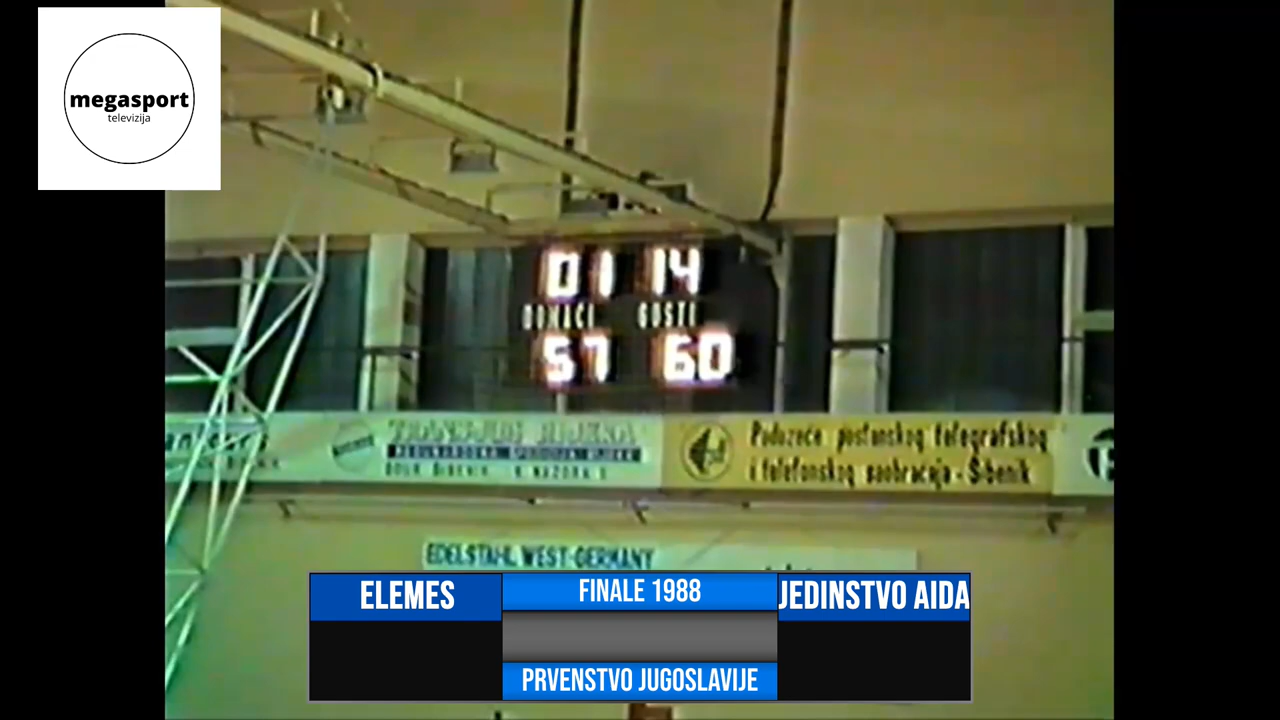 megasport
televizija
01 14
DOMACI GOSTI
57 60
Poduzeće poštanskog telegrafskog
i telefonskog saobraćaja - Šibenik
EDELSTAHL WEST-GERMANY
ELEMES
FINALE 1988
JEDINSTVO AIDA
PRVENSTVO JUGOSLAVIJE